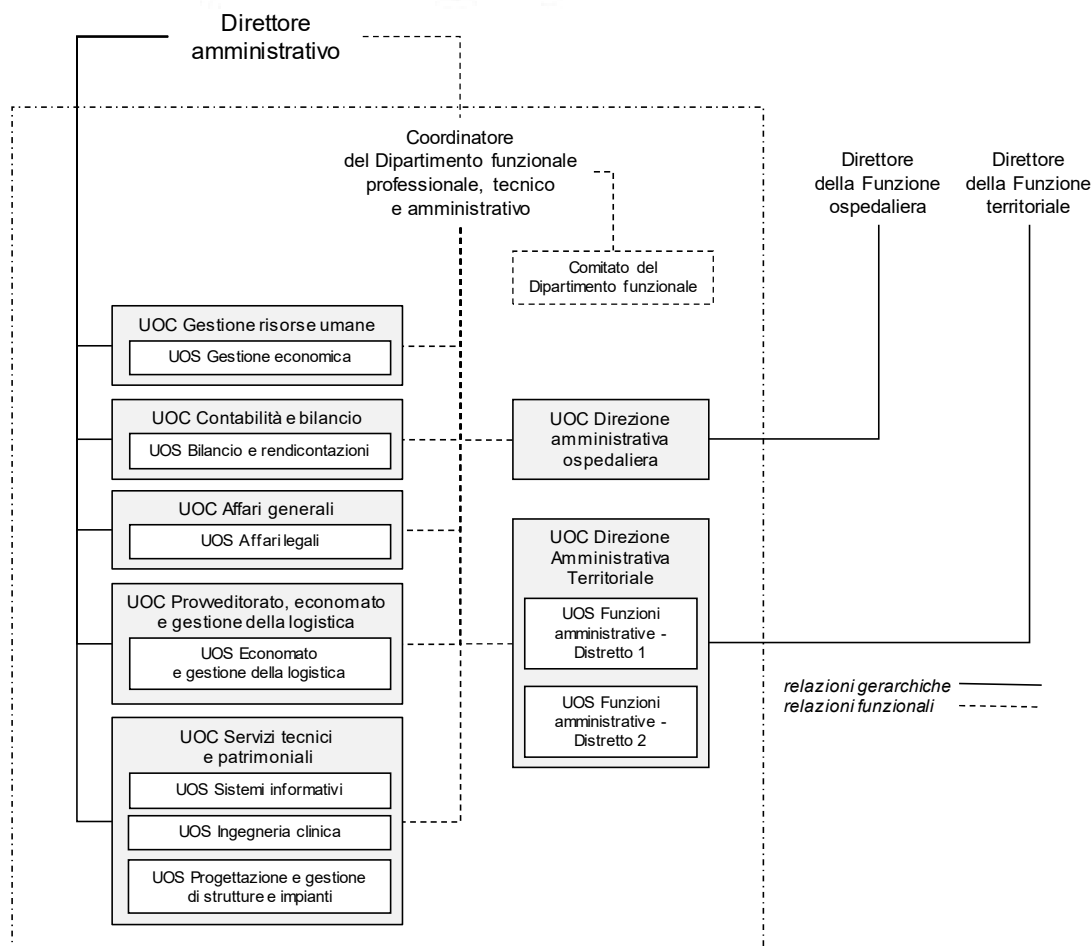 Direttore
amministrativo
Coordinatore
del Dipartimento funzionale
professionale, tecnico
e amministrativo
Direttore
della Funzione
ospedaliera
Direttore
della Funzione
territoriale
Comitato del
Dipartimento funzionale
UOC Gestione risorse umane
UOS Gestione economica
UOC Contabilità e bilancio
UOS Bilancio e rendicontazioni
UOC Affari generali
UOS Affari legali
UOC Provveditorato, economato
e gestione della logistica
UOS Economato
e gestione della logistica
UOC Servizi tecnici
e patrimoniali
UOS Sistemi informativi
UOS Ingegneria clinica
UOS Progettazione e gestione
di strutture e impianti
UOC Direzione
amministrativa
ospedaliera
UOC Direzione
Amministrativa
Territoriale
UOS Funzioni
amministrative -
Distretto 1
UOS Funzioni
amministrative -
Distretto 2
relazioni gerarchiche
relazioni funzionali